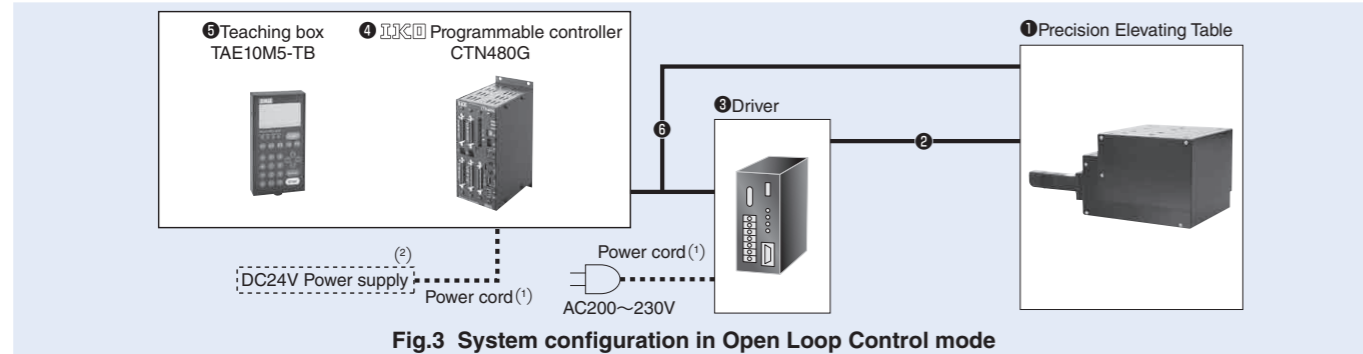 ❺Teaching box
TAE10M5-TB
❹ IKO Programmable controller
CTN480G
❶Precision Elevating Table
❸Driver
❻
❷
(2)
DC24V Power supply
Power cord(1)
Power cord(1)
AC200～230V
Fig.3 System configuration in Open Loop Control mode